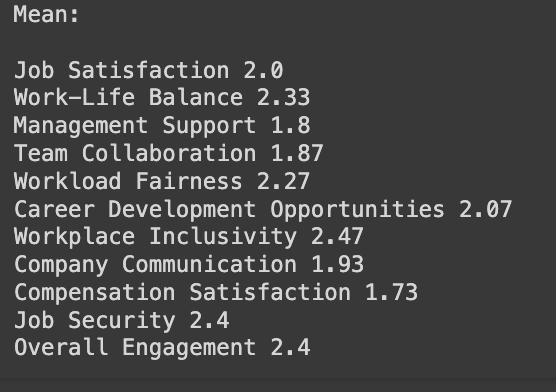 Mean:
Job Satisfaction 2.0
Work-Life Balance 2.33
Management Support 1.8
Team Collaboration 1.87
Workload Fairness 2.27
Career Development Opportunities 2.07
Workplace Inclusivity 2.47
Company Communication 1.93
Compensation Satisfaction 1.73
Job Security 2.4
Overall Engagement 2.4